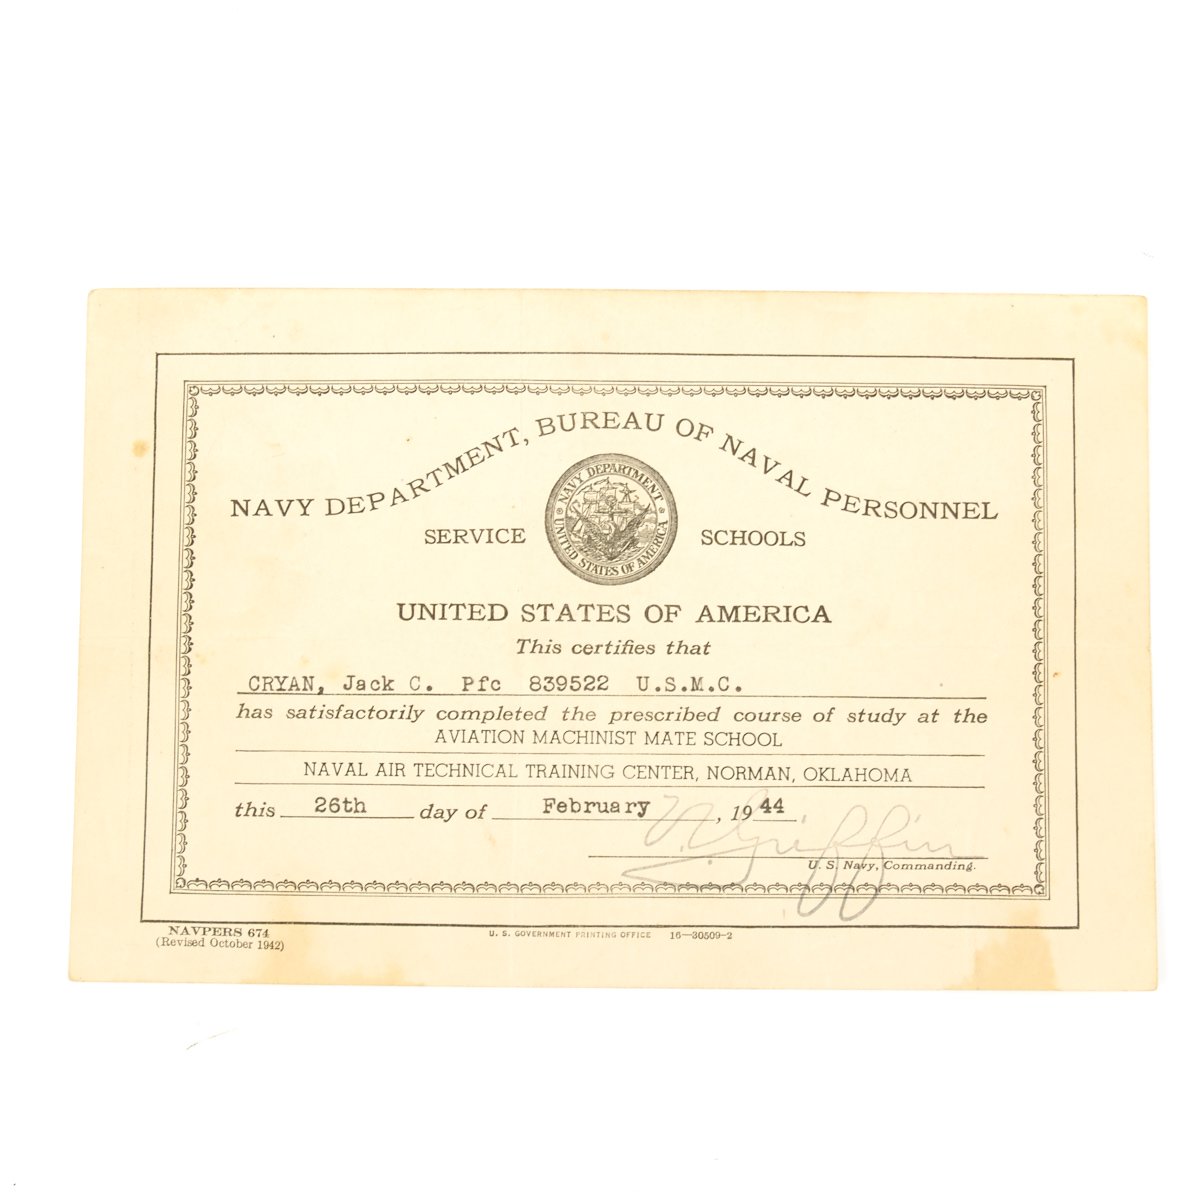 NAVY DEPARTMENT, BUREAU OF NAVAL PERSONNEL
SERVICE SCHOOLS
NAVY DEPARTMENT
UNITED STATES OF AMERICA
UNITED STATES OF AMERICA
This certifies that
CRYAN, Jack C. Pfc 839522 U.S.M.C.
has satisfactorily completed the prescribed course of study at the
AVIATION MACHINIST MATE SCHOOL
NAVAL AIR TECHNICAL TRAINING CENTER, NORMAN, OKLAHOMA
this 26th day of February, 1944
Griffin
U. S. Navy, Commanding.
NAVPERS 674
(Revised October 1942)
U. S. GOVERNMENT PRINTING OFFICE 16—30509-2